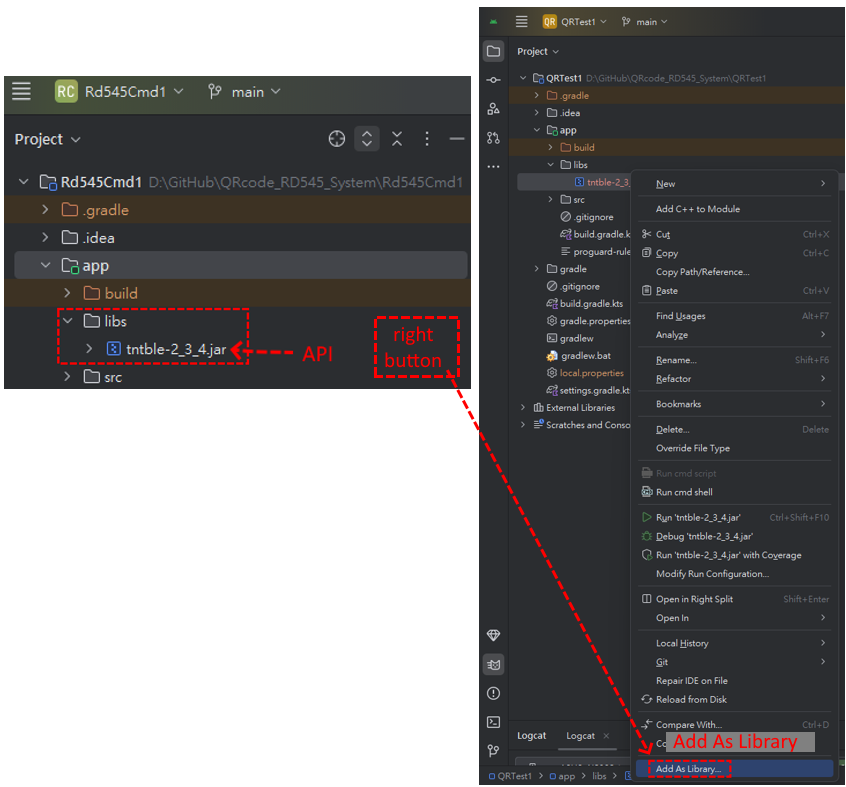 RC Rd545Cmd1 main
Project
Rd545Cmd1 D:\GitHub\QRcode_RD545_System\Rd545Cmd1
.gradle
.idea
app
build
libs
tntble-2_3_4.jar
API
src
right
button
QR QRTest1 main
Project
QRTest1 D:\GitHub\QRcode_RD545_System\QRTest1
.gradle
.idea
app
build
libs
tntble-2_3_
src
.gitignore
build.gradle.k
proguard-rule
gradle
.gitignore
build.gradle.kts
gradle.properties
gradlew
gradlew.bat
local.properties
settings.gradle.kt
External Libraries
Scratches and Conso
New
Add C++ to Module
Cut Ctrl+X
Copy Ctrl+C
Copy Path/Reference...
Paste Ctrl+V
Find Usages Alt+F7
Analyze
Rename... Shift+F6
Refactor
Bookmarks
Delete... Delete
Override File Type
Run cmd script
Run cmd shell
Run 'tntble-2_3_4.jar' Ctrl+Shift+F10
Debug 'tntble-2_3_4.jar'
Run 'tntble-2_3_4.jar' with Coverage
Modify Run Configuration...
Open in Right Split Shift+Enter
Open In
Local History
Git
Repair IDE on File
Reload from Disk
Compare With... Ctrl+D
Add As Library
Add As Library...
Logcat Logcat
QRTest1 app libs